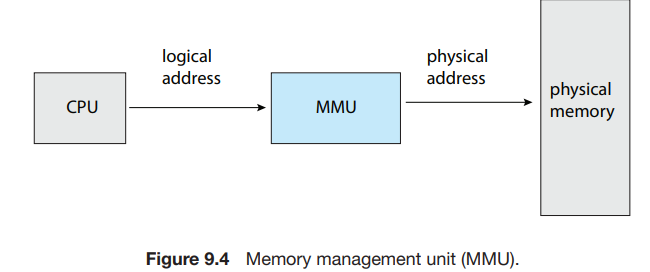 logical
address
physical
address
CPU
MMU
physical
memory
Figure 9.4 Memory management unit (MMU).